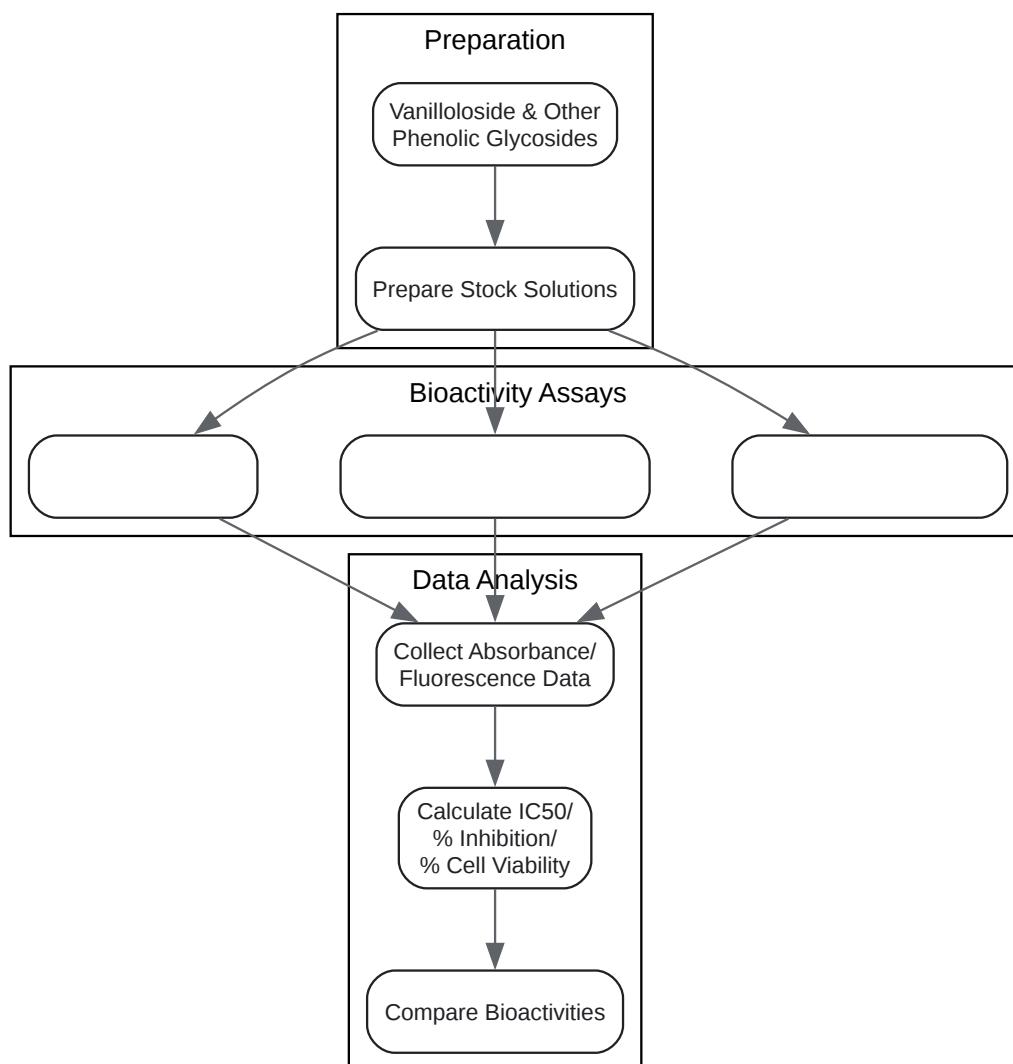 Preparation
Vanilloloside & Other
Phenolic Glycosides
Prepare Stock Solutions
Bioactivity Assays
Data Analysis
Collect Absorbance/
Fluorescence Data
Calculate IC50/
% Inhibition/
% Cell Viability
Compare Bioactivities